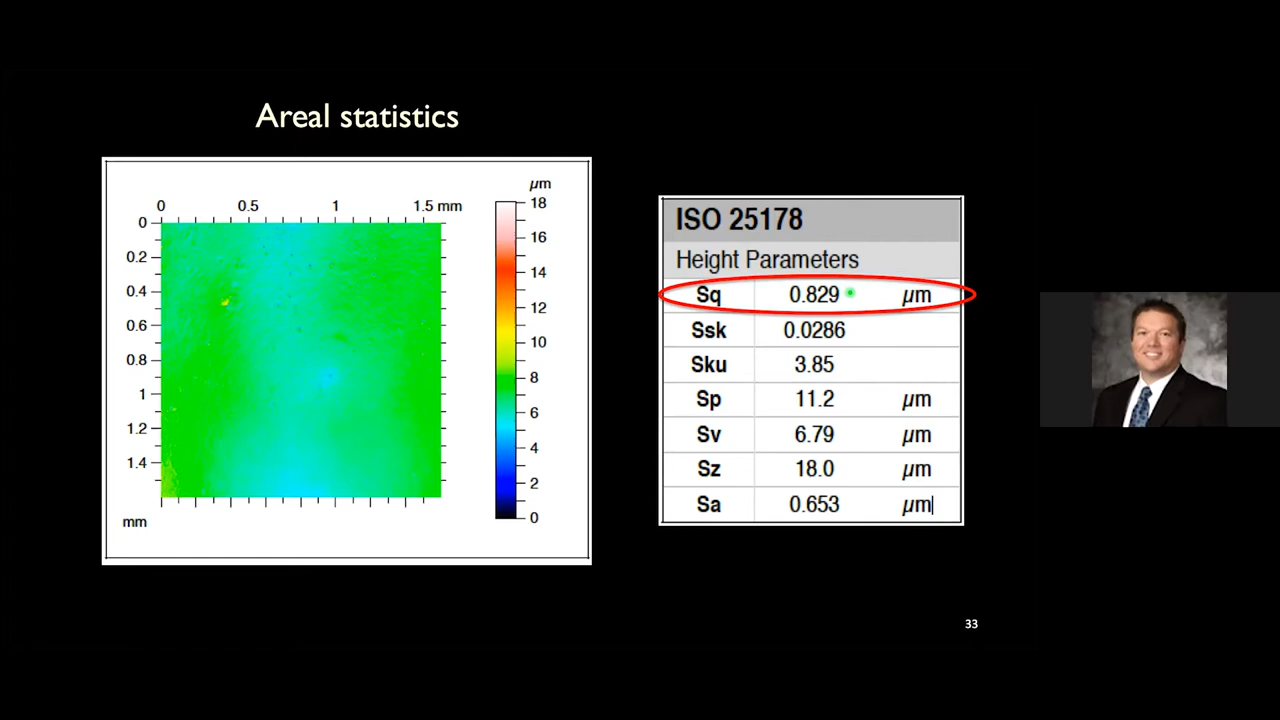 Areal statistics
µm
0 0.5 1 1.5 mm
18
16
14
12
10
8
6
4
2
0
0
0.2
0.4
0.6
0.8
1
1.2
1.4
mm
ISO 25178
Height Parameters
Sq 0.829 µm
Ssk 0.0286
Sku 3.85
Sp 11.2 µm
Sv 6.79 µm
Sz 18.0 µm
Sa 0.653 µm
33